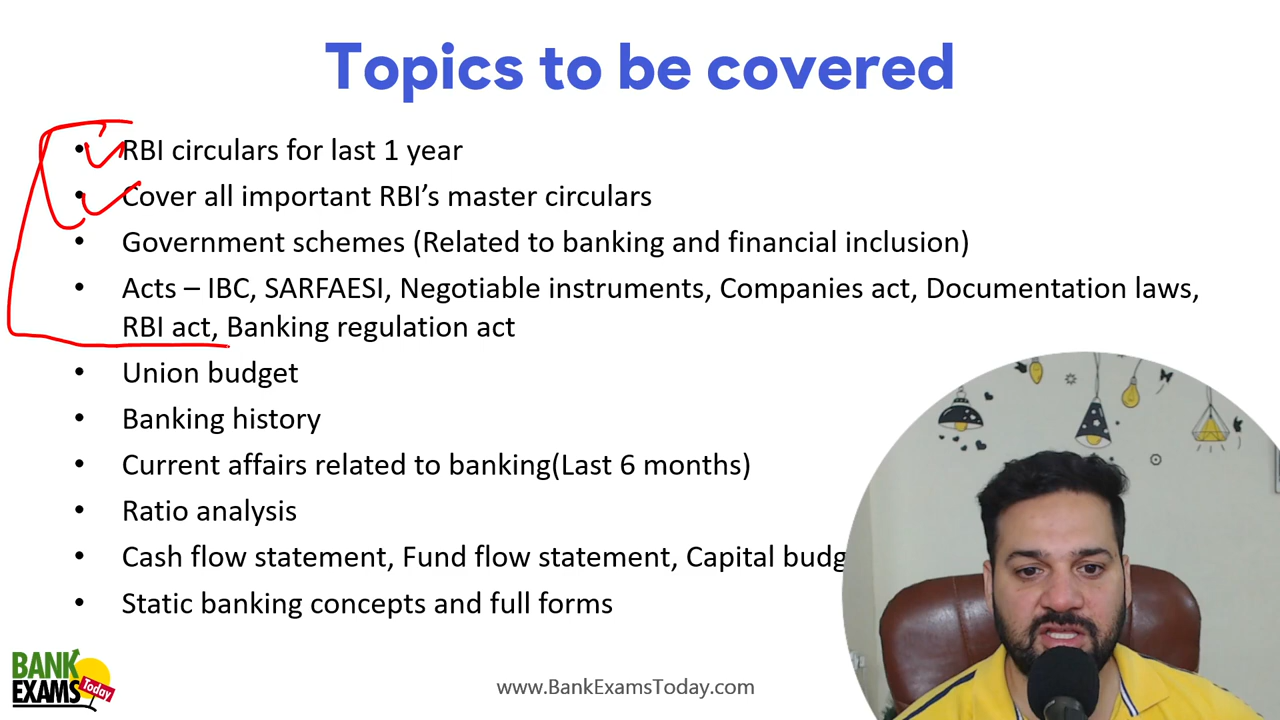 Topics to be covered
• RBI circulars for last 1 year
• Cover all important RBI’s master circulars
• Government schemes (Related to banking and financial inclusion)
• Acts – IBC, SARFAESI, Negotiable instruments, Companies act, Documentation laws,
RBI act, Banking regulation act
• Union budget
• Banking history
• Current affairs related to banking(Last 6 months)
• Ratio analysis
• Cash flow statement, Fund flow statement, Capital
• Static banking concepts and full forms
BANK
EXAMS
Today
www.BankExamsToday.com